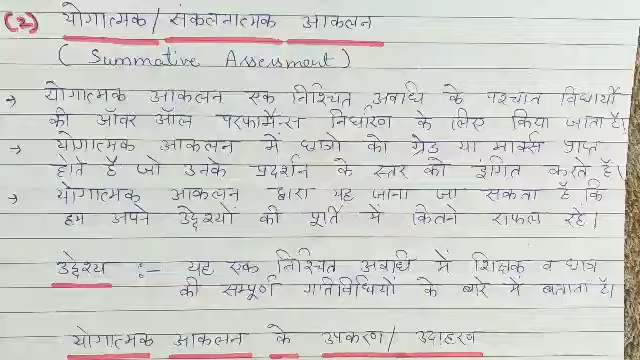 (2) योगात्मक / संकलनात्मक आकलन
( Summative Assessment )
→ योगात्मक आकलन एक निश्चित अवधि के पश्चात विद्यार्थी
की ऑवर ऑल परफार्मेन्स निर्धारण के लिए किया जाता है।
→ योगात्मक आकलन में छात्रो को ग्रेड या मार्क्स प्राप्त
होते है जो उनके प्रदर्शन के स्तर को इंगित करते है।
→ योगात्मक आकलन द्वारा यह जाना जा सकता है कि
हम अपने उद्देश्यों की पूर्ति में कितने सफल रहे।
उद्देश्य :- यह एक निश्चित अवधि में शिक्षक व छात्र
की सम्पूर्ण गतिविधियों के बारे में बताता है।
योगात्मक आकलन के उपकरण / उदाहरन